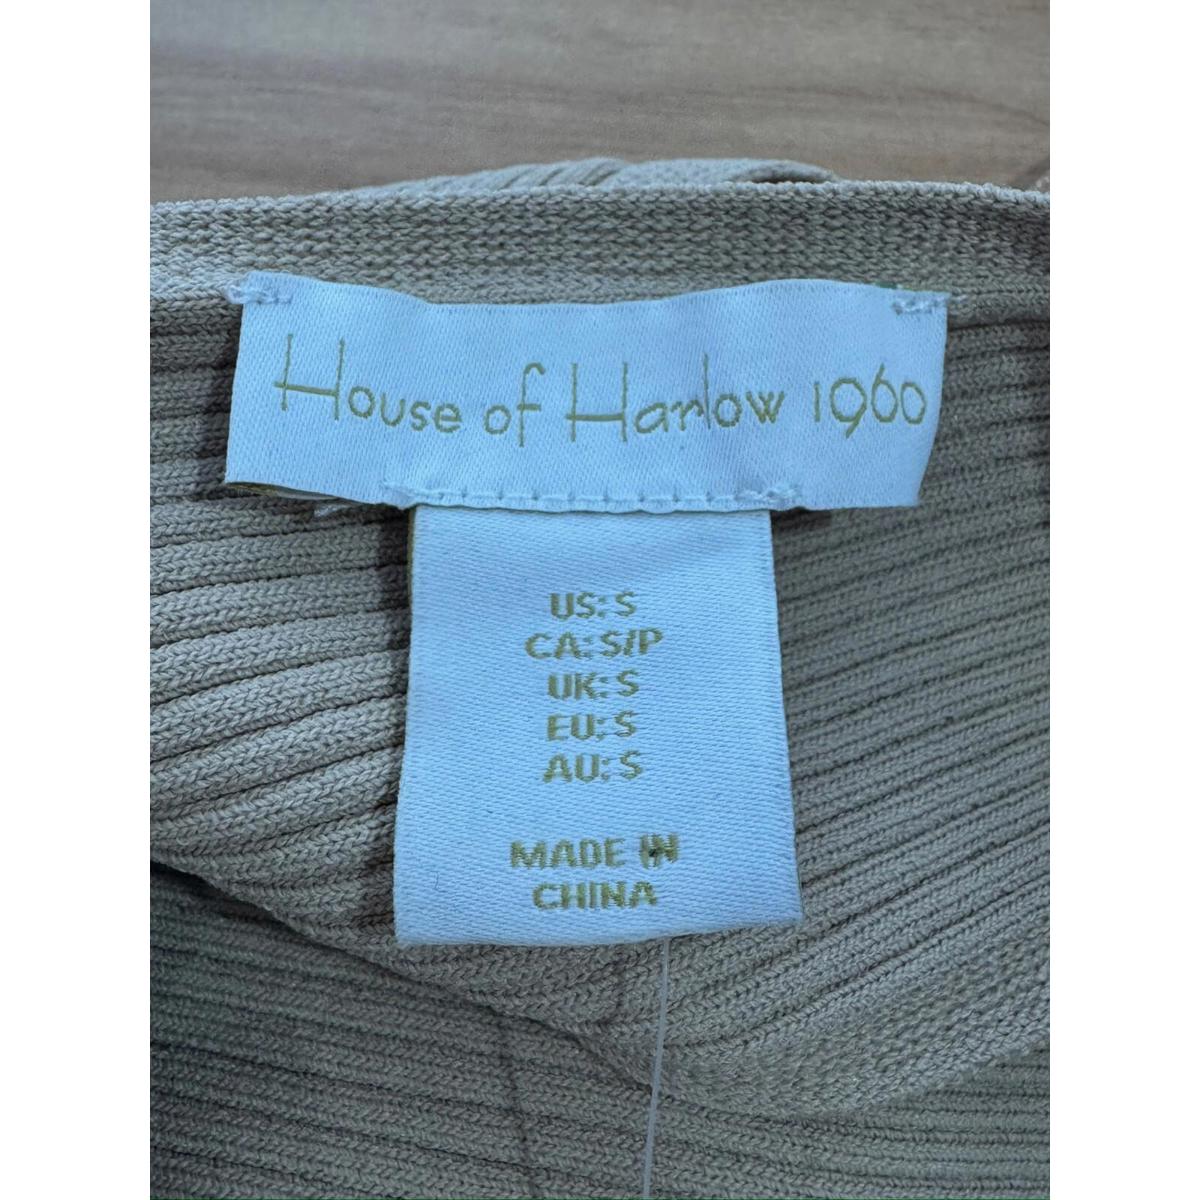 House of Harlow 1960
US: S
CA: S/P
UK: S
EU: S
AU: S
MADE IN
CHINA